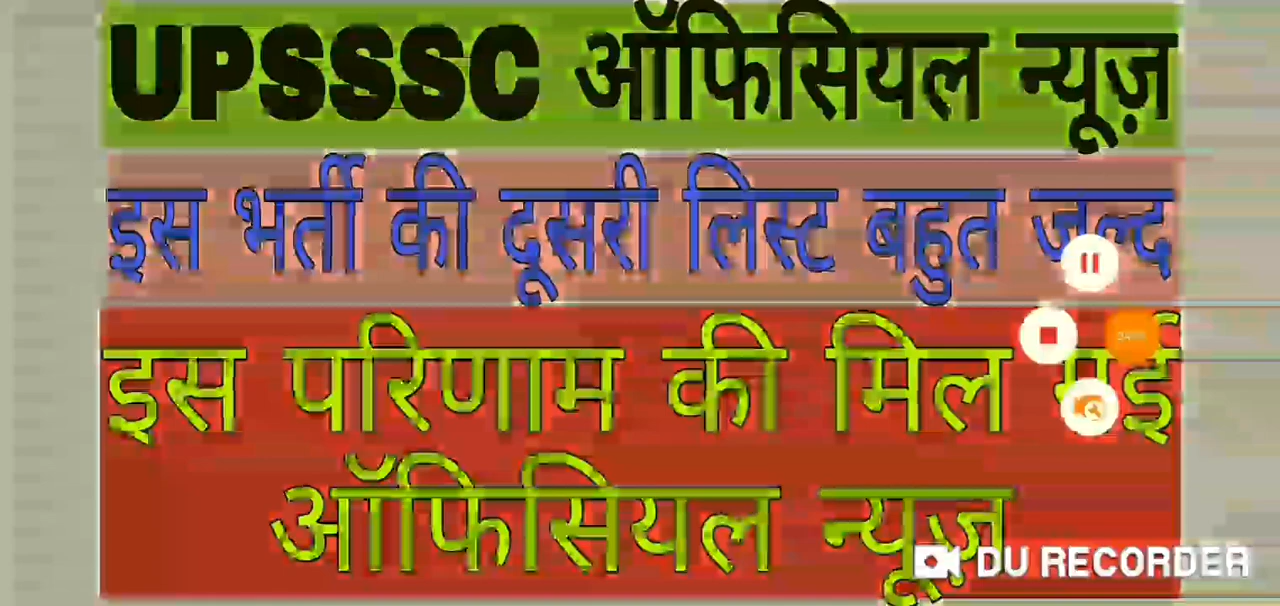 UPSSSC ऑफिसियल न्यूज़
इस भर्ती की दूसरी लिस्ट बहुत जल्द
इस परिणाम की मिल गई
ऑफिसियल न्यूज़
DU RECORDER